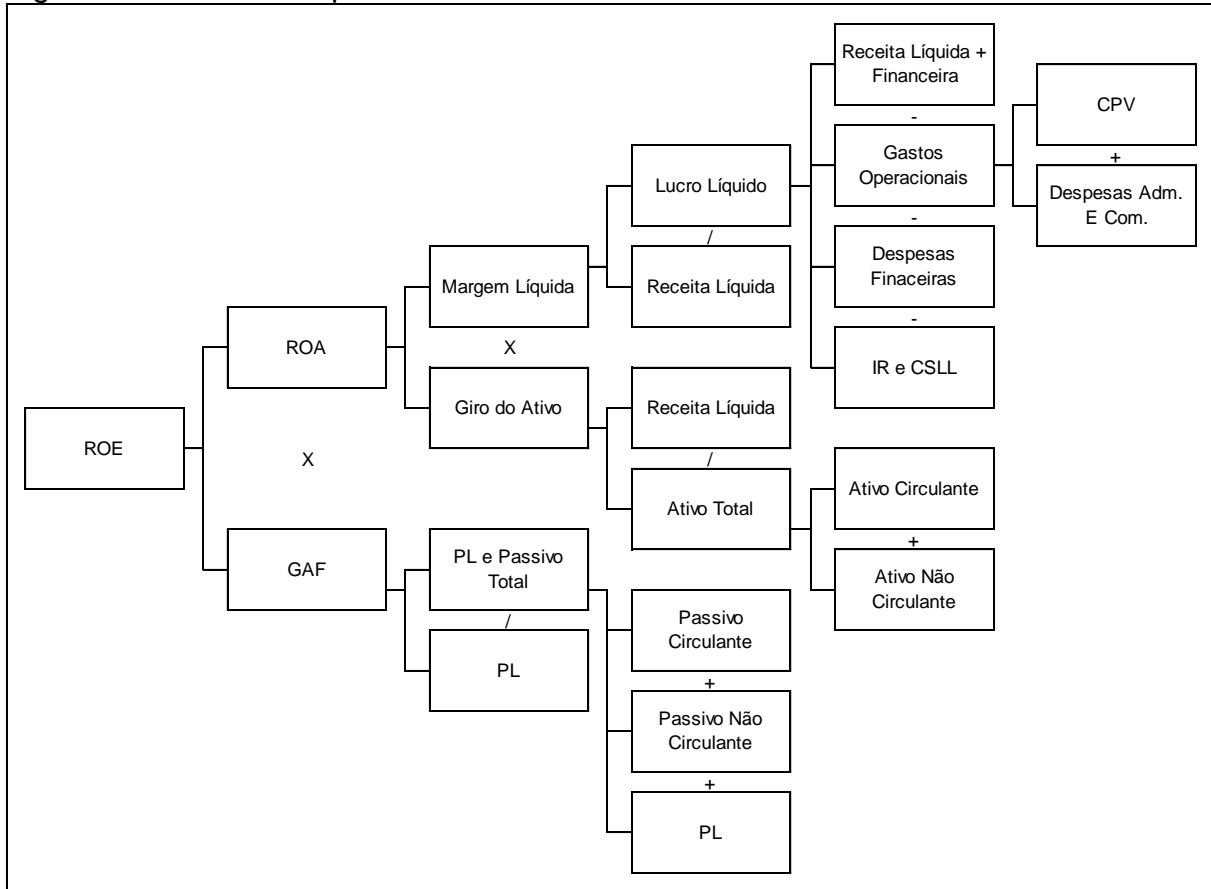 Receita Líquida +
Financeira
-
CPV
Gastos
Operacionais
+
Lucro Líquido
Despesas Adm.
E Com.
-
/
Despesas
Finaceiras
Margem Líquida
Receita Líquida
-
ROA
X
IR e CSLL
Giro do Ativo
Receita Líquida
ROE
X
/
Ativo Circulante
Ativo Total
+
GAF
PL e Passivo
Total
Ativo Não
Circulante
/
Passivo
Circulante
PL
+
Passivo Não
Circulante
+
PL